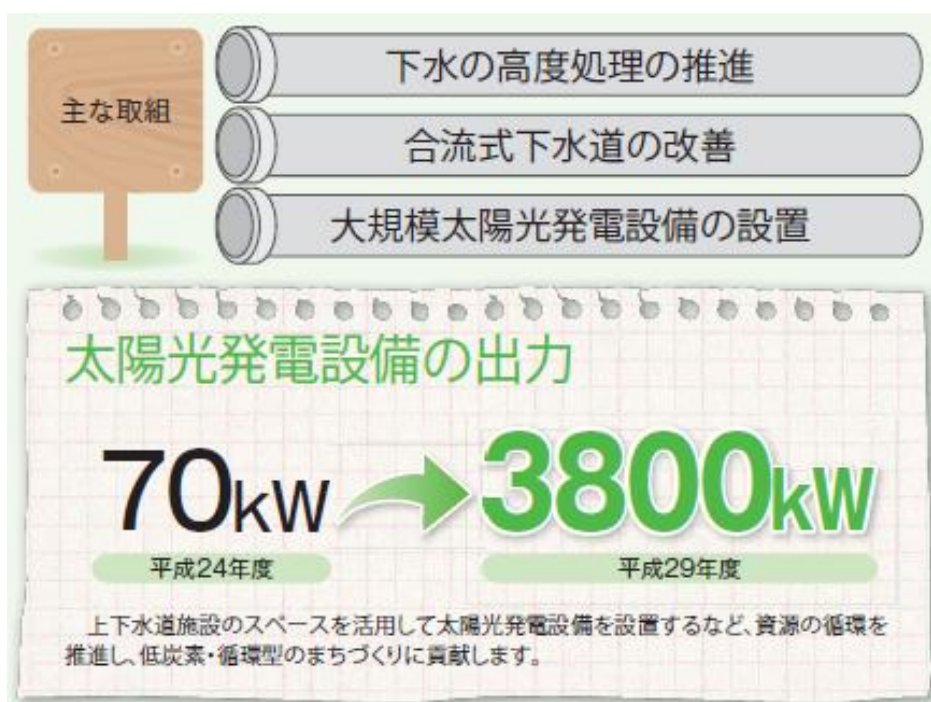 主な取組
下水の高度処理の推進
合流式下水道の改善
大規模太陽光発電設備の設置
太陽光発電設備の出力
70kW
3800kW
平成24年度
平成29年度
上下水道施設のスペースを活用して太陽光発電設備を設置するなど、資源の循環を
推進し、低炭素・循環型のまちづくりに貢献します。